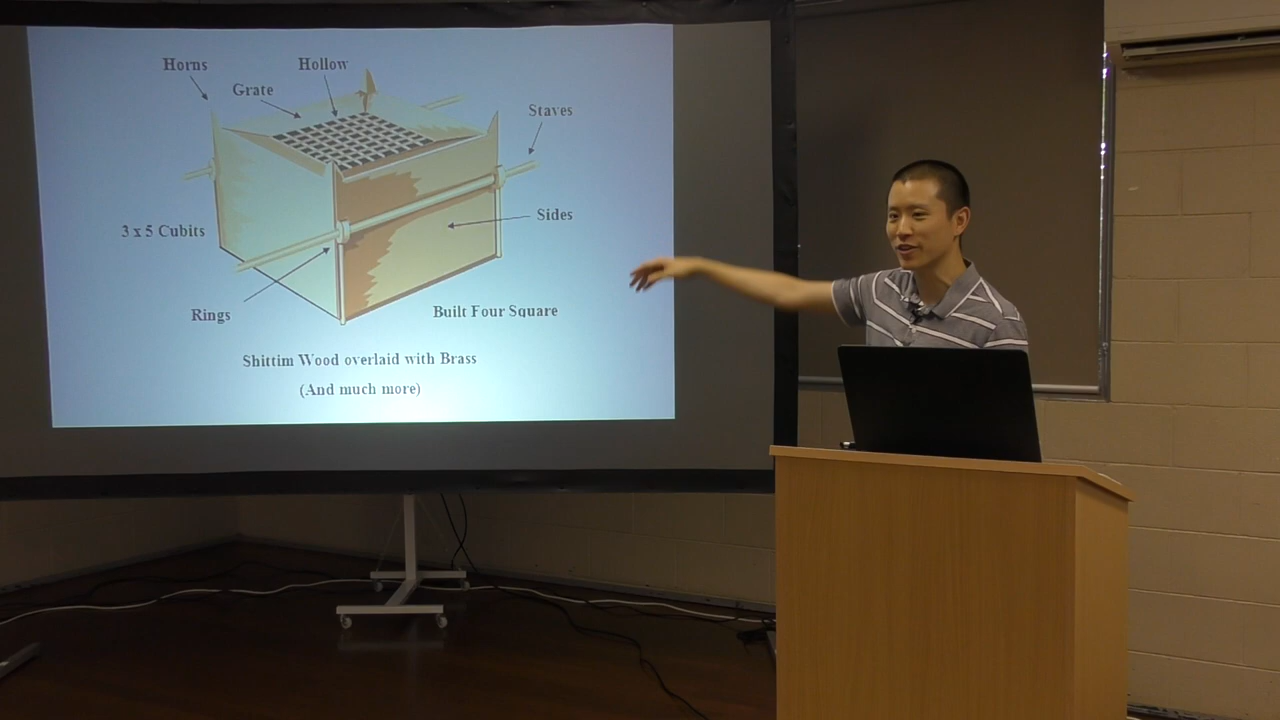 Horns
Hollow
Grate
Staves
3 x 5 Cubits
Sides
Rings
Built Four Square
Shittim Wood overlaid with Brass
(And much more)